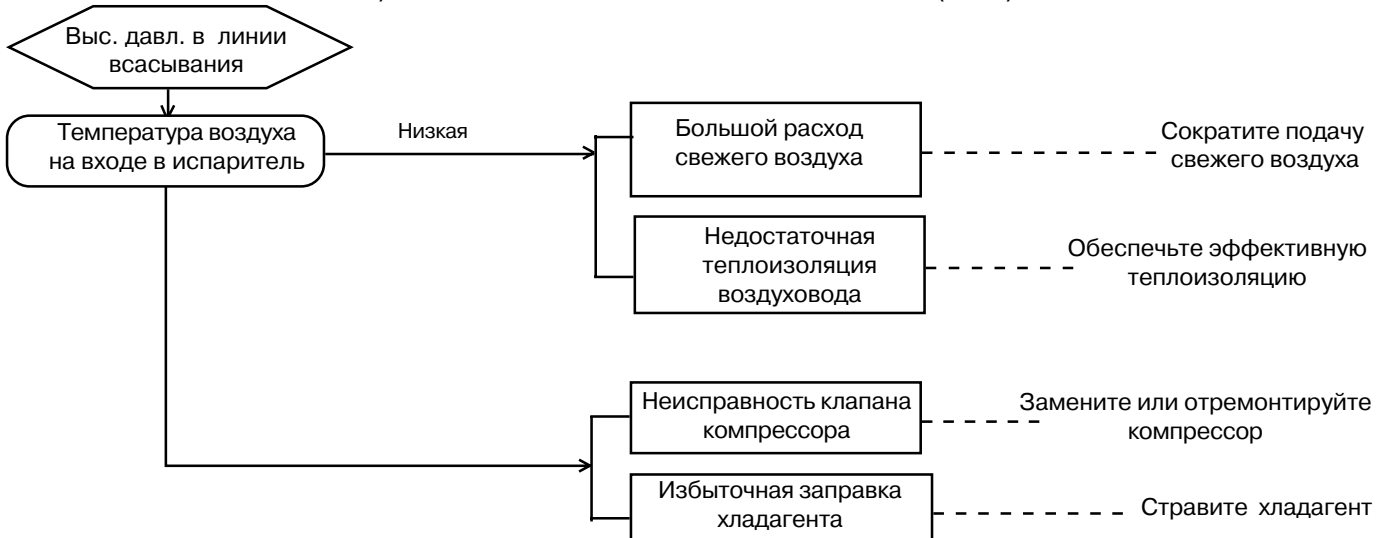 Выс. давл. в линии
всасывания
Температура воздуха
на входе в испаритель
Низкая
Большой расход
свежего воздуха
Сократите подачу
свежего воздуха
Недостаточная
теплоизоляция
воздуховода
Обеспечьте эффективную
теплоизоляцию
Неисправность клапана
компрессора
Замените или отремонтируйте
компрессор
Избыточная заправка
хладагента
Стравите хладагент